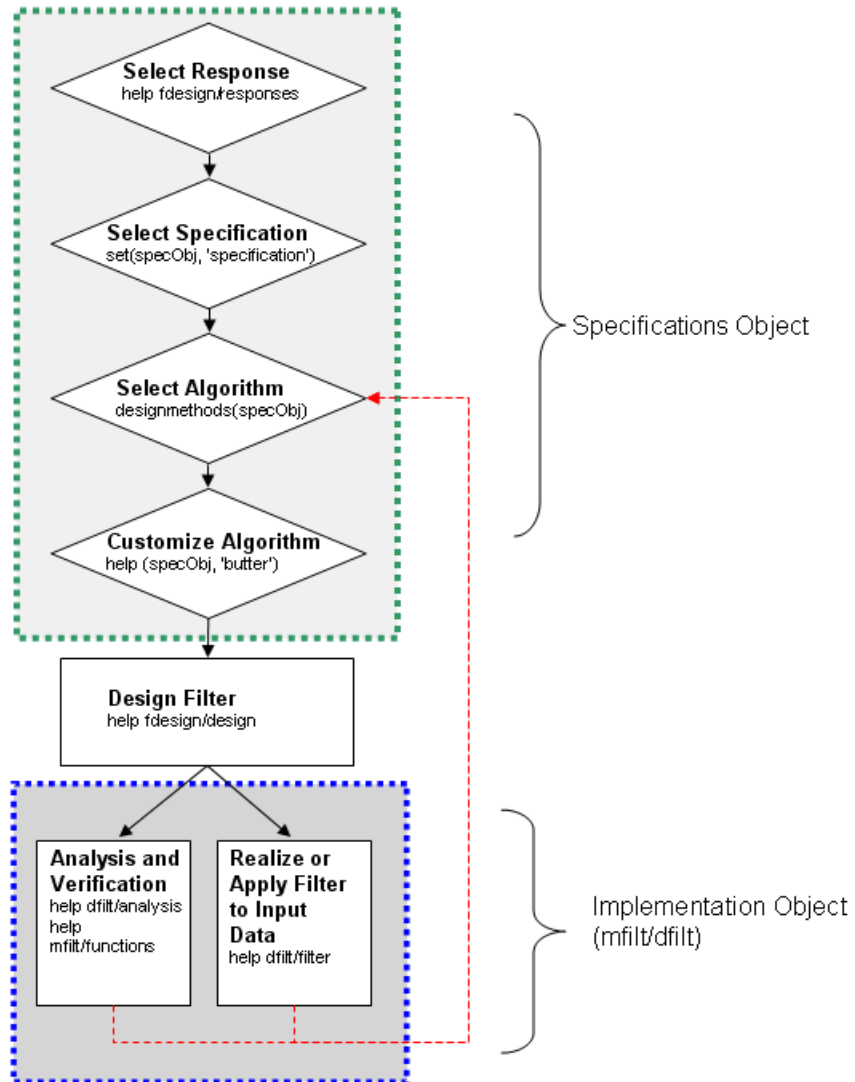 Select Response
help fdesign/responses
Select Specification
set(specObj, 'specification')
Select Algorithm
designmethods(specObj)
Customize Algorithm
help (specObj, 'butter')
Specifications Object
Design Filter
help fdesign/design
Analysis and
Verification
help dfilt/analysis
help
mfilt/functions
Realize or
Apply Filter
to Input
Data
help dfilt/filter
Implementation Object
(mfilt/dfilt)